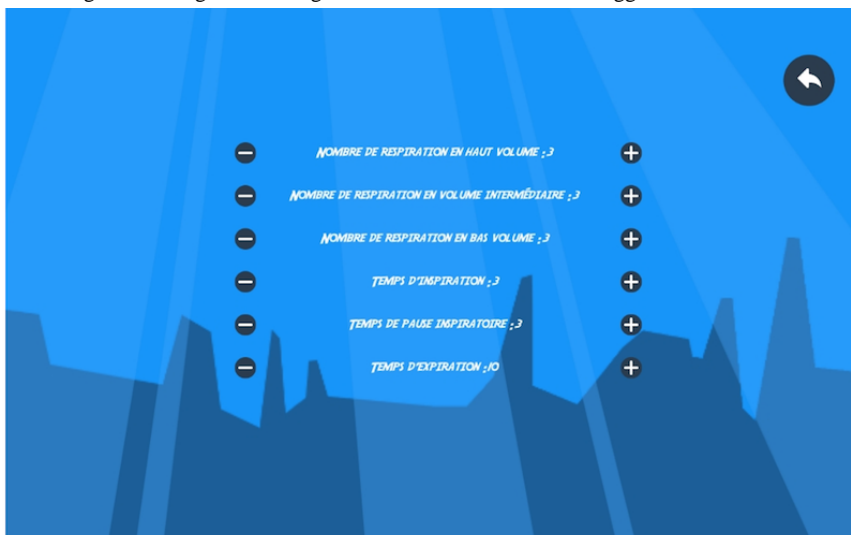 Nombre de respiration en haut volume : 3
Nombre de respiration en volume intermédiaire : 3
Nombre de respiration en bas volume : 3
Temps d'inspiration : 3
Temps de pause inspiratoire : 3
Temps d'expiration : 10